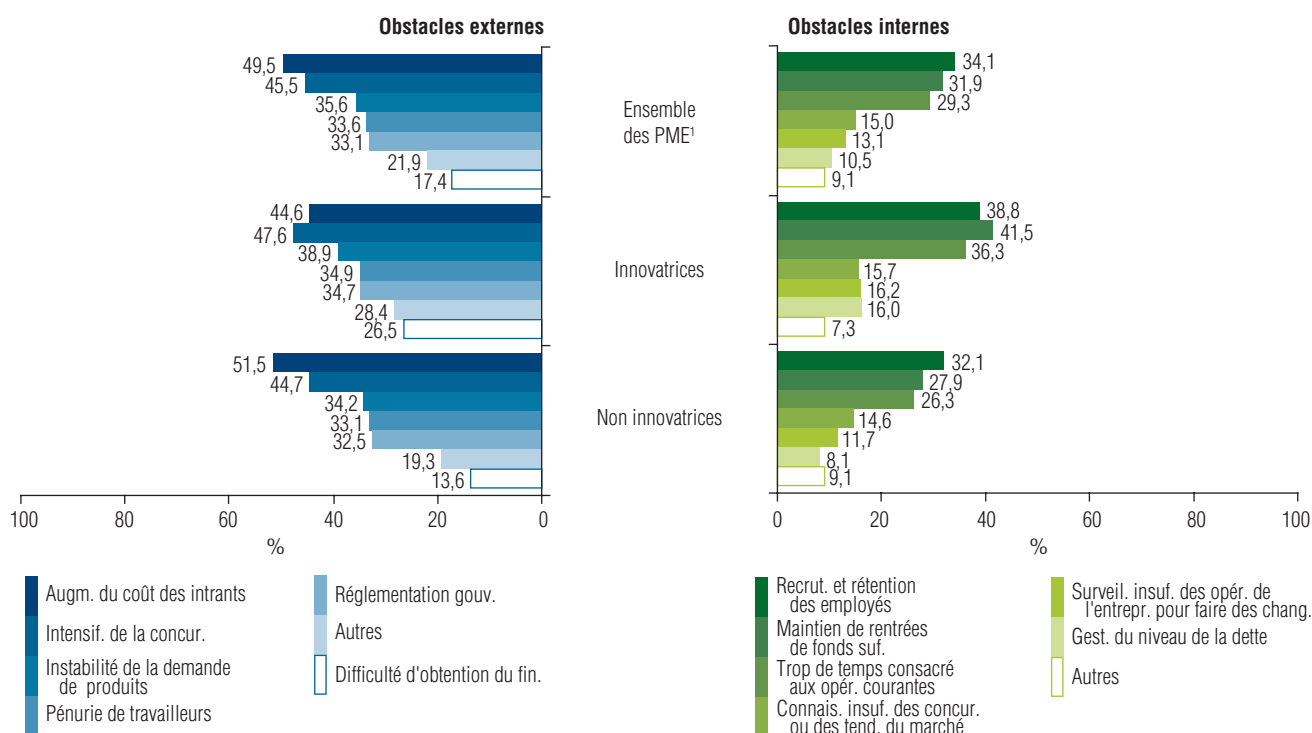 Obstacles externes
Obstacles internes
49,5
45,5
35,6
33,6
33,1
21,9
17,4
Ensemble
des PME¹
34,1
31,9
29,3
15,0
13,1
10,5
9,1
44,6
47,6
38,9
34,9
34,7
28,4
26,5
Innovatrices
38,8
41,5
36,3
15,7
16,2
16,0
7,3
51,5
44,7
34,2
33,1
32,5
19,3
13,6
Non innovatrices
32,1
27,9
26,3
14,6
11,7
8,1
9,1
100 80 60 40 20 0
%
0 20 40 60 80 100
%
Augm. du coût des intrants
Intensif. de la concur.
Instabilité de la demande
de produits
Pénurie de travailleurs
Réglementation gouv.
Autres
Difficulté d'obtention du fin.
Recrut. et rétention
des employés
Maintien de rentrées
de fonds suf.
Trop de temps consacré
aux opér. courantes
Connais. insuf. des concur.
ou des tend. du marché
Surveil. insuf. des opér. de
l'entrepr. pour faire des chang.
Gest. du niveau de la dette
Autres